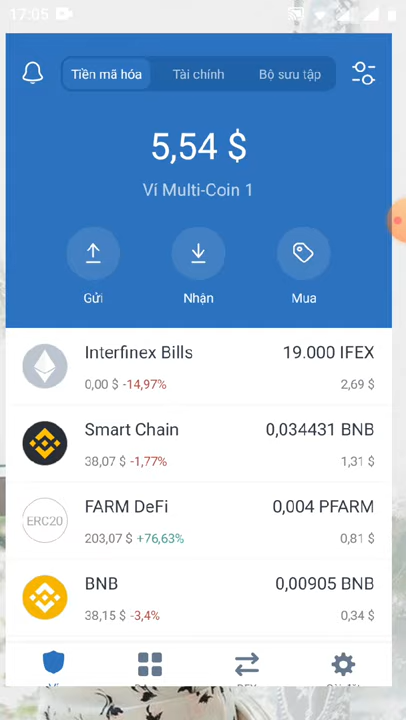 17:05
Tiền mã hóa
Tài chính
Bộ sưu tập
5,54 $
Ví Multi-Coin 1
Gửi
Nhận
Mua
Interfinex Bills
19.000 IFEX
0,00 $ -14,97%
2,69 $
Smart Chain
0,034431 BNB
38,07 $ -1,77%
1,31 $
ERC20
FARM DeFi
0,004 PFARM
203,07 $ +76,63%
0,81 $
BNB
0,00905 BNB
38,15 $ -3,4%
0,34 $